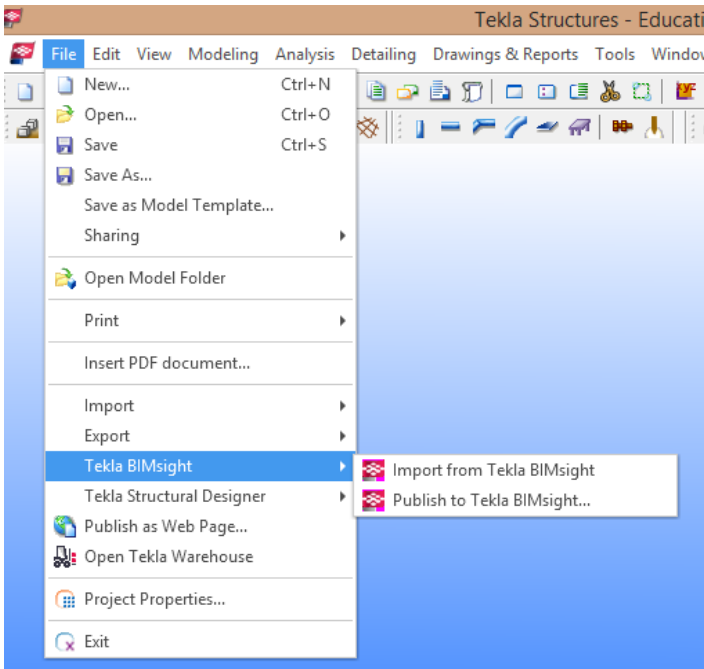 Tekla Structures - Educati
File Edit View Modeling Analysis Detailing Drawings & Reports Tools Window
New... Ctrl+N
Open... Ctrl+O
Save Ctrl+S
Save As...
Save as Model Template...
Sharing
Open Model Folder
Print
Insert PDF document...
Import
Export
Tekla BIMsight
Import from Tekla BIMsight
Tekla Structural Designer
Publish to Tekla BIMsight...
Publish as Web Page...
Open Tekla Warehouse
Project Properties...
Exit